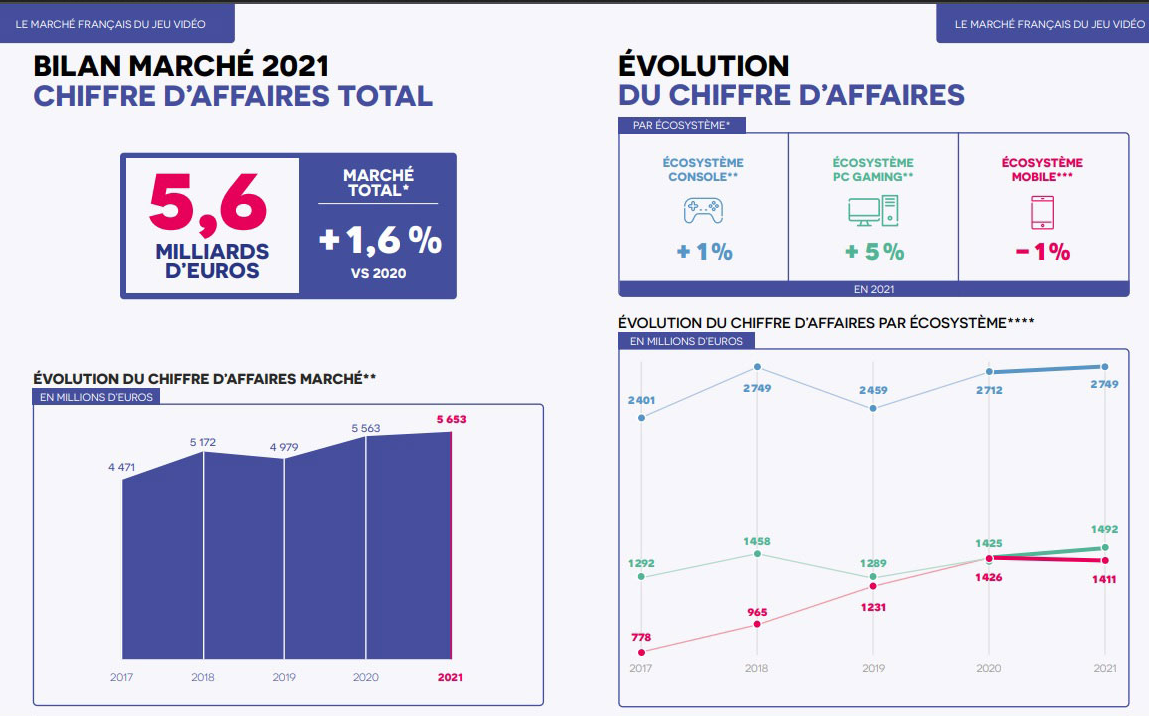 LE MARCHÉ FRANÇAIS DU JEU VIDÉO
BILAN MARCHÉ 2021
CHIFFRE D'AFFAIRES TOTAL
5,6
MILLIARDS
D'EUROS
MARCHÉ
TOTAL*
+ 1,6 %
VS 2020
ÉVOLUTION DU CHIFFRE D'AFFAIRES MARCHÉ**
EN MILLIONS D'EUROS
4 471
5 172
4 979
5 563
5 653
2017
2018
2019
2020
2021
LE MARCHÉ FRANÇAIS DU JEU VIDÉO
ÉVOLUTION
DU CHIFFRE D'AFFAIRES
PAR ÉCOSYSTÈME*
ÉCOSYSTÈME
CONSOLE**
+ 1%
ÉCOSYSTÈME
PC GAMING**
+ 5%
ÉCOSYSTÈME
MOBILE***
– 1%
EN 2021
ÉVOLUTION DU CHIFFRE D'AFFAIRES PAR ÉCOSYSTÈME****
EN MILLIONS D'EUROS
2401
2749
2459
2712
2749
1292
1458
1289
1425
1492
778
965
1231
1426
1411
2017
2018
2019
2020
2021